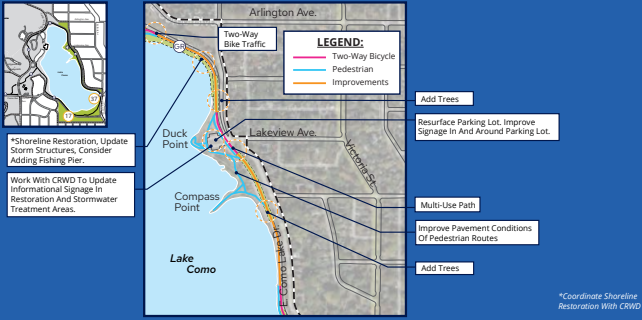 Arlington Ave.
Two-Way
Bike Traffic
GR
LEGEND:
Two-Way Bicycle
Pedestrian
Improvements
Add Trees
Resurface Parking Lot. Improve
Signage In And Around Parking Lot.
*Shoreline Restoration, Update
Storm Structures, Consider
Adding Fishing Pier.
Duck
Point
Lakeview Ave.
Victoria St.
Work With CRWD To Update
Informational Signage In
Restoration And Stormwater
Treatment Areas.
Compass
Point
Multi-Use Path
Improve Pavement Conditions
Of Pedestrian Routes
Add Trees
Lake
Como
E Como Lake Dr.
37
17
*Coordinate Shoreline
Restoration With CRWD